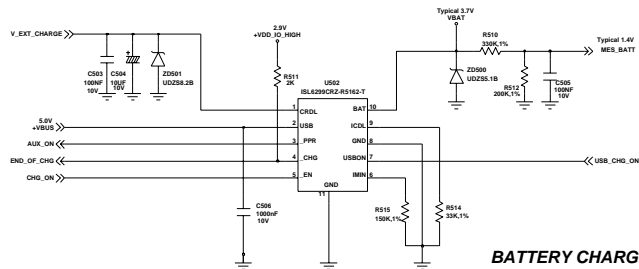 Typical 3.7V
VBAT
2.9V
+VDD_IO_HIGH
Typical 1.4V
V_EXT_CHARGE
R510
330K,1%
MES_BATT
C503
100NF
10V
C504
10UF
10V
ZD501
UDZS8.2B
R511
2K
U502
ISL6299CRZ-R5162-T
ZD500
UDZS5.1B
R512
200K,1%
C505
100NF
10V
1
CRDL
BAT
10
5.0V
+VBUS
2
USB
ICDL
9
AUX_ON
3
_PPR
GND
8
END_OF_CHG
4
_CHG
USBON
7
USB_CHG_ON
CHG_ON
5
_EN
IMIN
6
GND
11
C506
1000nF
10V
R515
150K,1%
R514
33K,1%
BATTERY CHARG